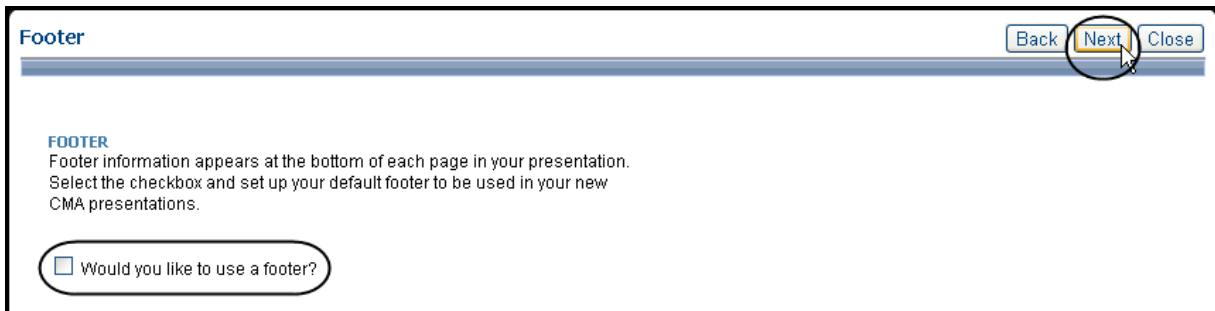 Footer
Back Next Close
FOOTER
Footer information appears at the bottom of each page in your presentation.
Select the checkbox and set up your default footer to be used in your new
CMA presentations.
Would you like to use a footer?